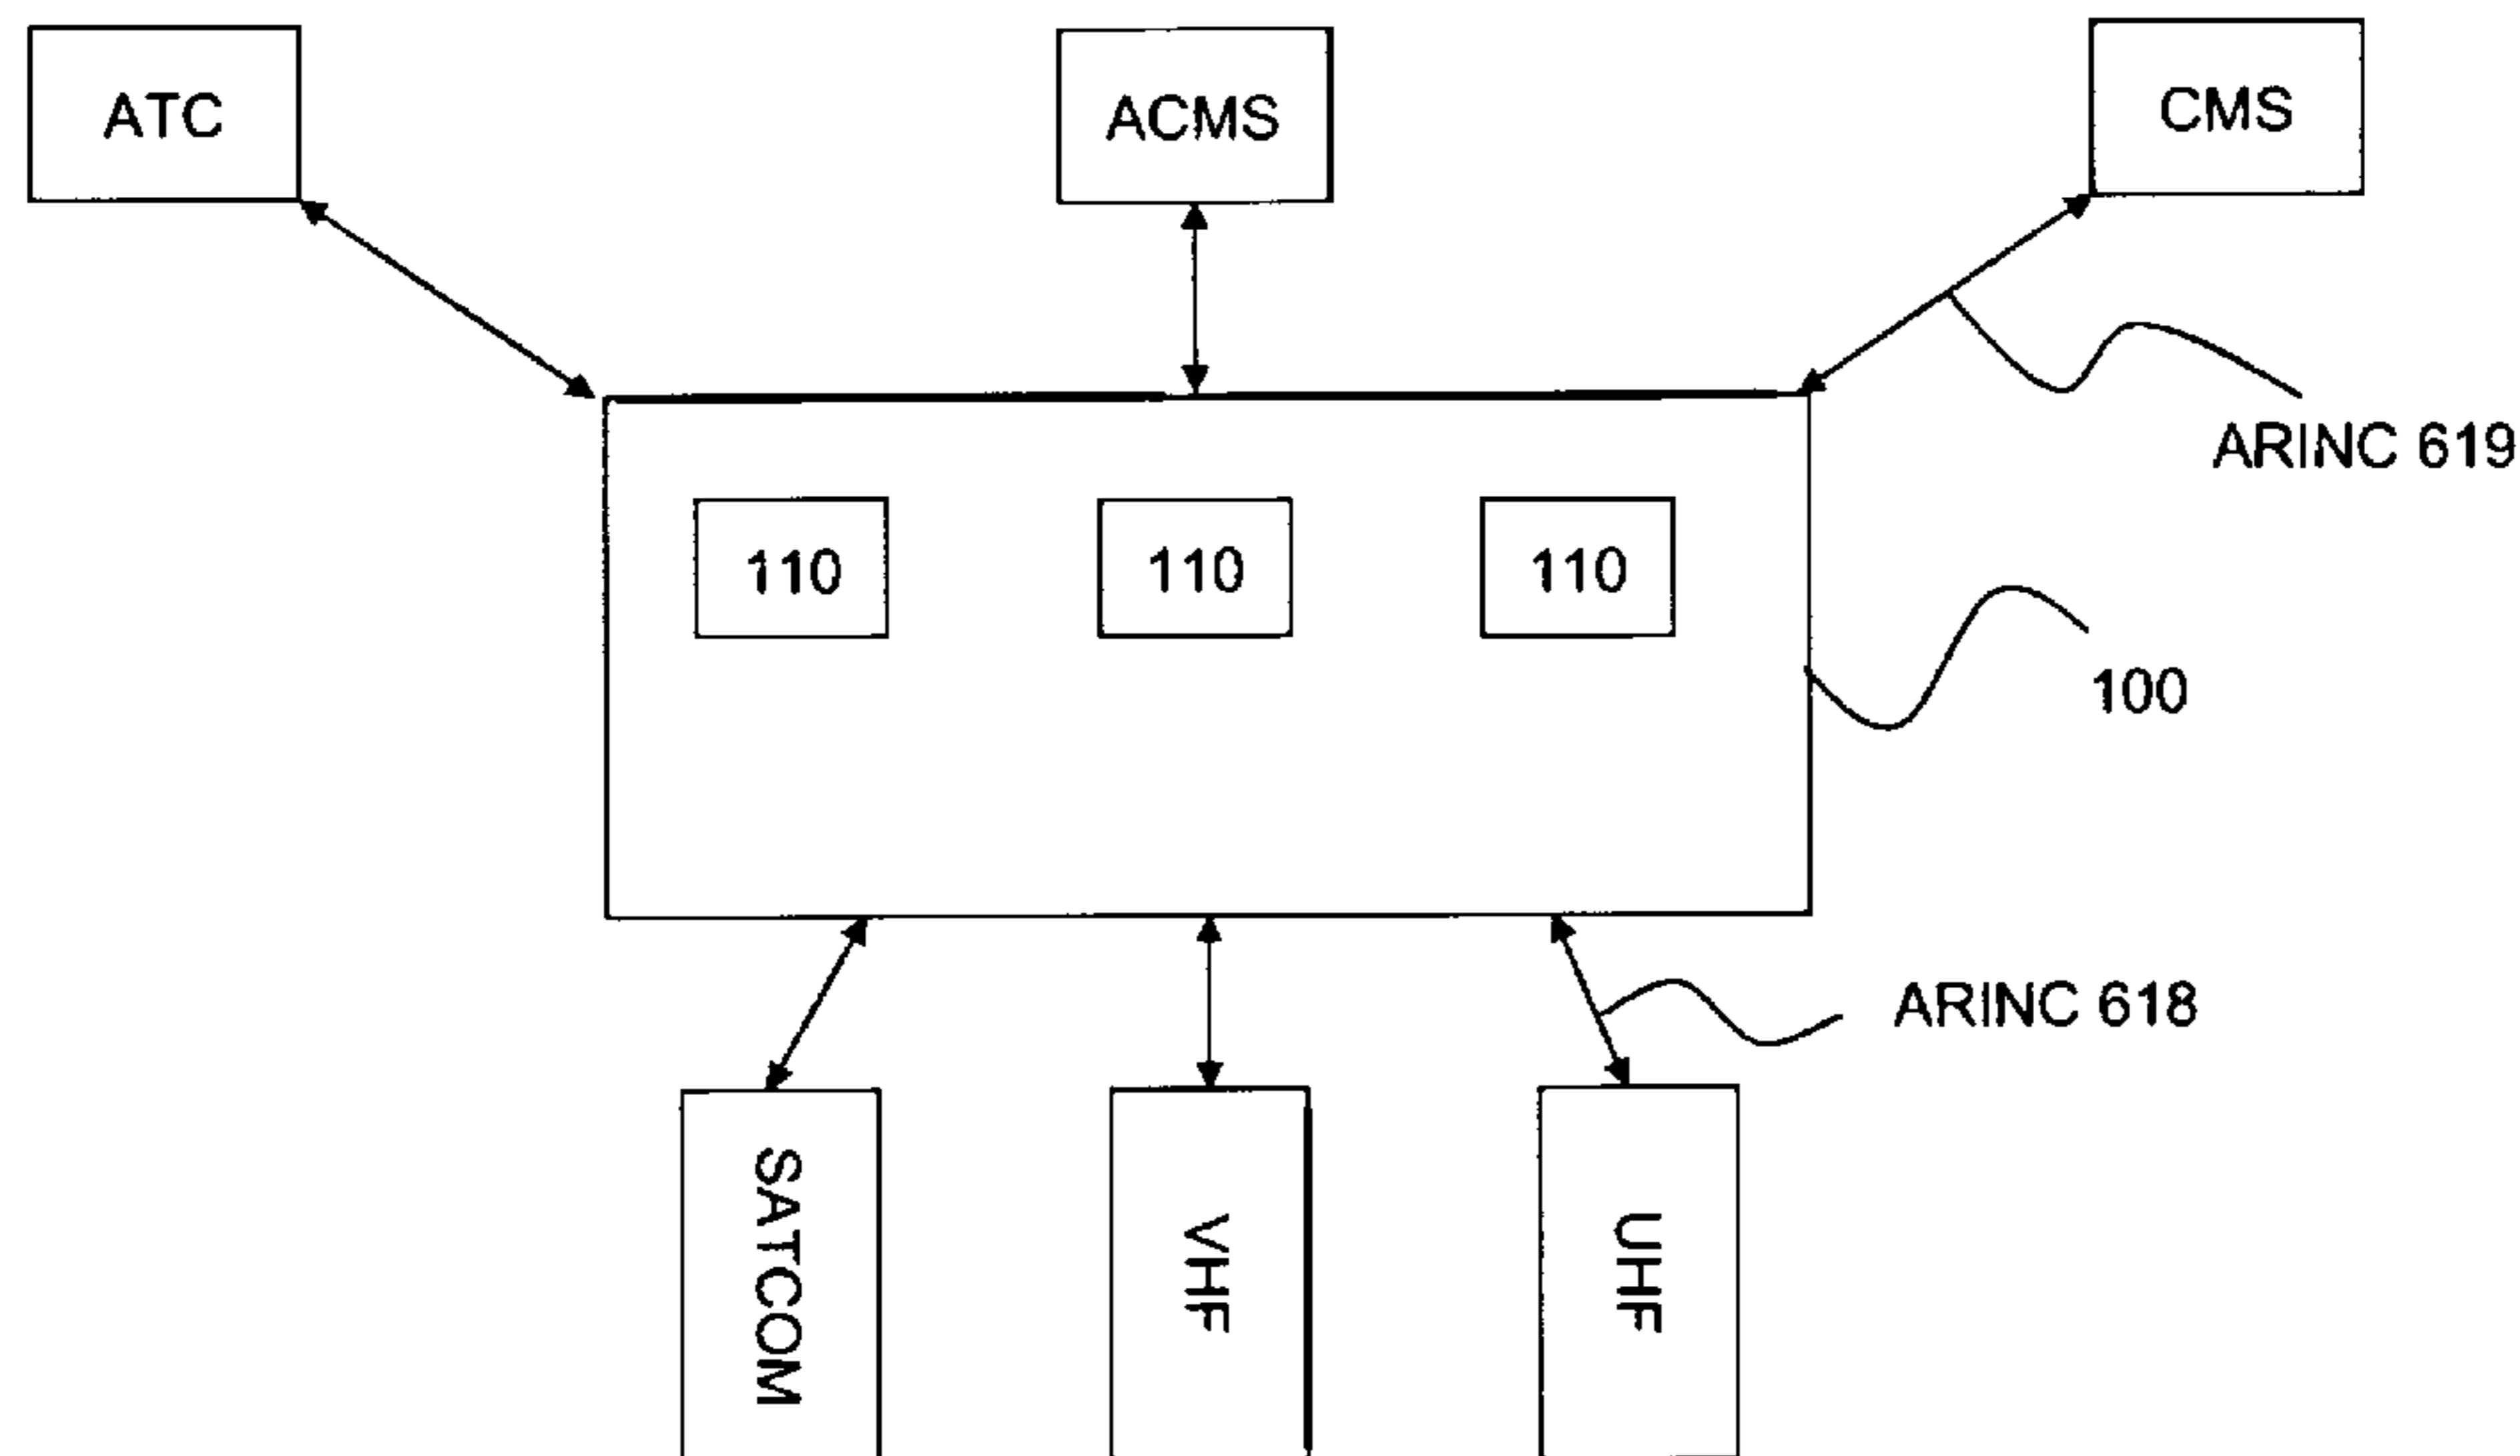 ATC
ACMS
CMS
ARINC 619
110
110
110
100
ARINC 618
SATCOM
VHF
UHF